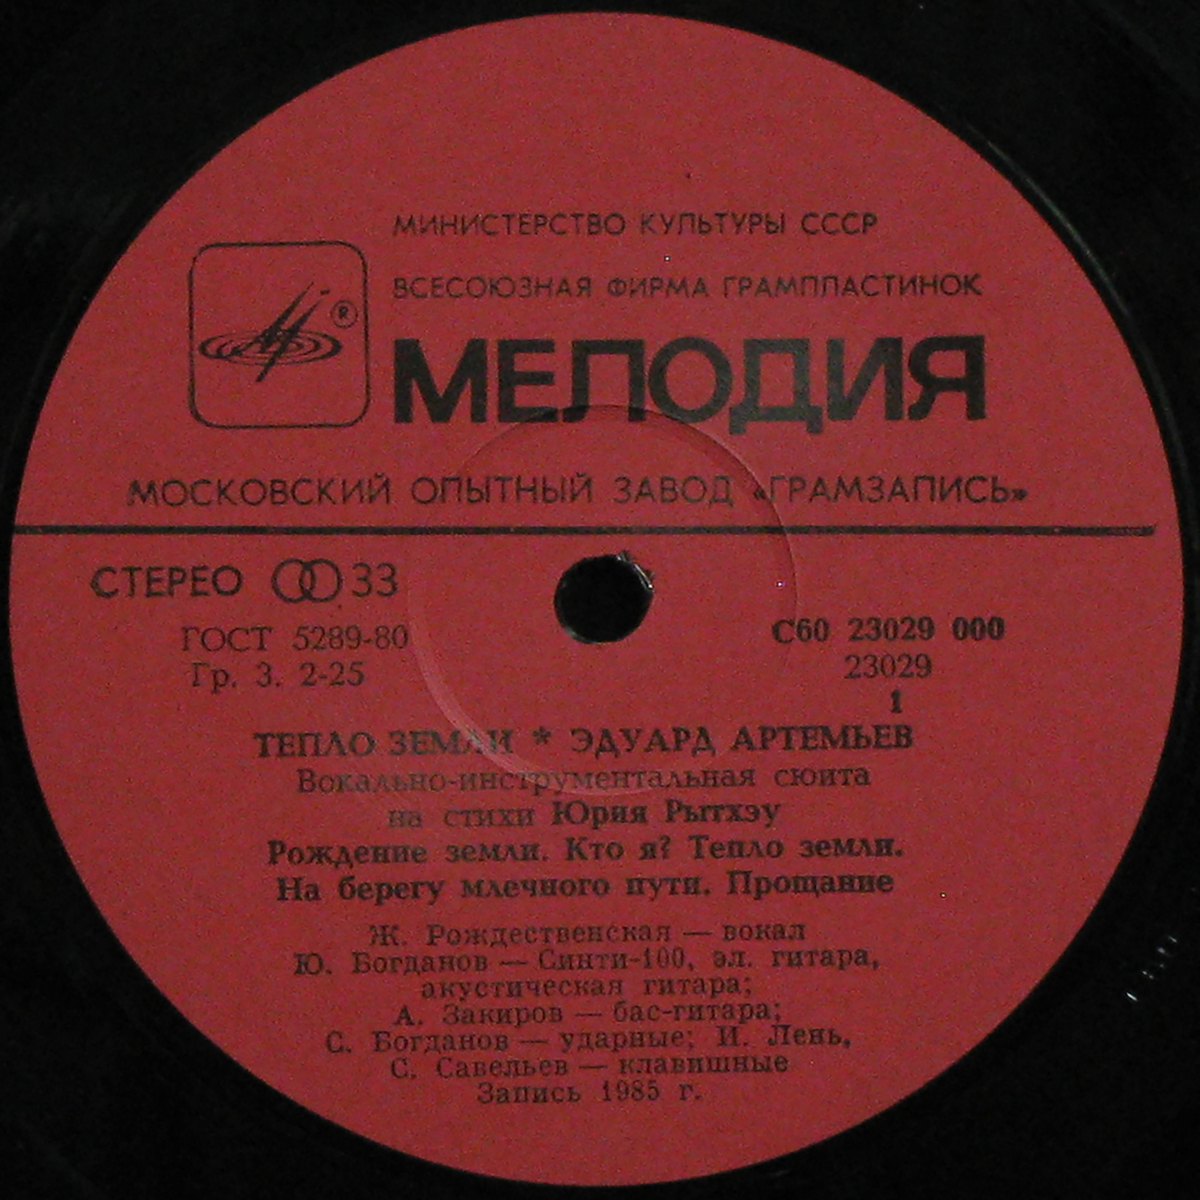 МИНИСТЕРСТВО КУЛЬТУРЫ СССР
ВСЕСОЮЗНАЯ ФИРМА ГРАМПЛАСТИНОК
®
МЕЛОДИЯ
МОСКОВСКИЙ ОПЫТНЫЙ ЗАВОД «ГРАМЗАПИСЬ»
СТЕРЕО 33
ГОСТ 5289-80
Гр. 3. 2-25
С60 23029 000
23029
1
ТЕПЛО ЗЕМЛИ * ЭДУАРД АРТЕМЬЕВ
Вокально-инструментальная сюита
на стихи Юрия Рытхэу
Рождение земли. Кто я? Тепло земли.
На берегу млечного пути. Прощание
Ж. Рождественская — вокал
Ю. Богданов — Синти-100, эл. гитара,
акустическая гитара;
А. Закиров — бас-гитара;
С. Богданов — ударные; И. Лень,
С. Савельев — клавишные
Запись 1985 г.